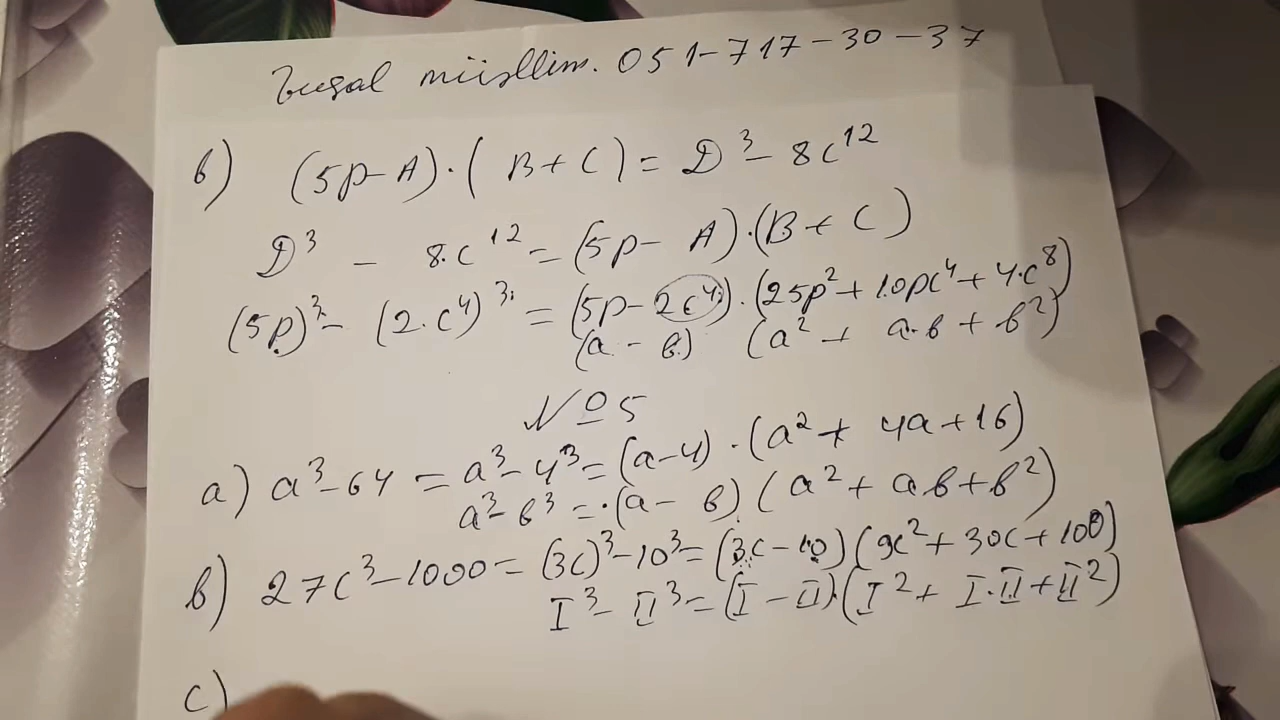 müəllim. 051-717-30-37
b) (5p-A)·(B+C)=D³-8c¹²
D³ - 8·c¹²=(5p-A)·(B+C)
(5p)³-(2·c⁴)³=(5p-2c⁴)·(25p²+10pc⁴+4·c⁸)
(a-b) (a²+a·b+b²)
№5
a) a³-64=a³-4³=(a-4)·(a²+4a+16)
a³-b³=·(a-b)(a²+ab+b²)
b) 27c³-1000=(3c)³-10³=(3c-10)(9c²+30c+100)
I³-II³=(I-II)·(I²+I·II+II²)
c)